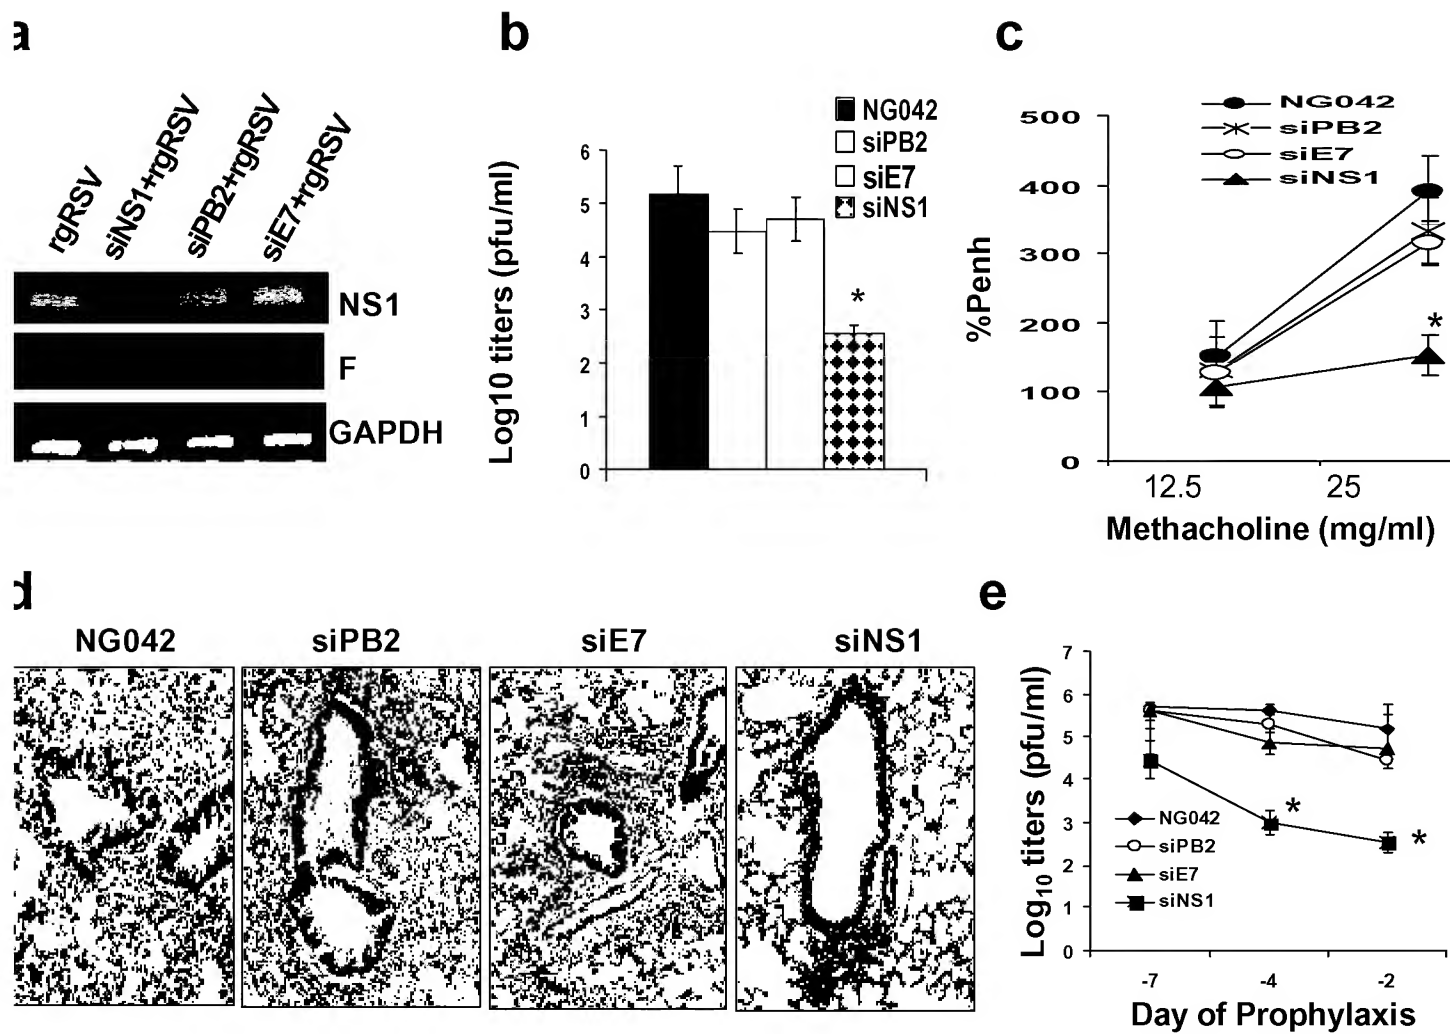 a
rgRSV
siNS1+rgRSV
siPB2+rgRSV
siE7+rgRSV
NS1
F
GAPDH
b
NG042
siPB2
siE7
siNS1
Log10 titers (pfu/ml)
6
5
4
3
2
1
0
*
c
NG042
siPB2
siE7
siNS1
%Penh
500
400
300
200
100
0
*
12.5
25
Methacholine (mg/ml)
d
NG042
siPB2
siE7
siNS1
e
Log10 titers (pfu/ml)
7
6
5
4
3
2
1
0
*
*
NG042
siPB2
siE7
siNS1
-7
-4
-2
Day of Prophylaxis